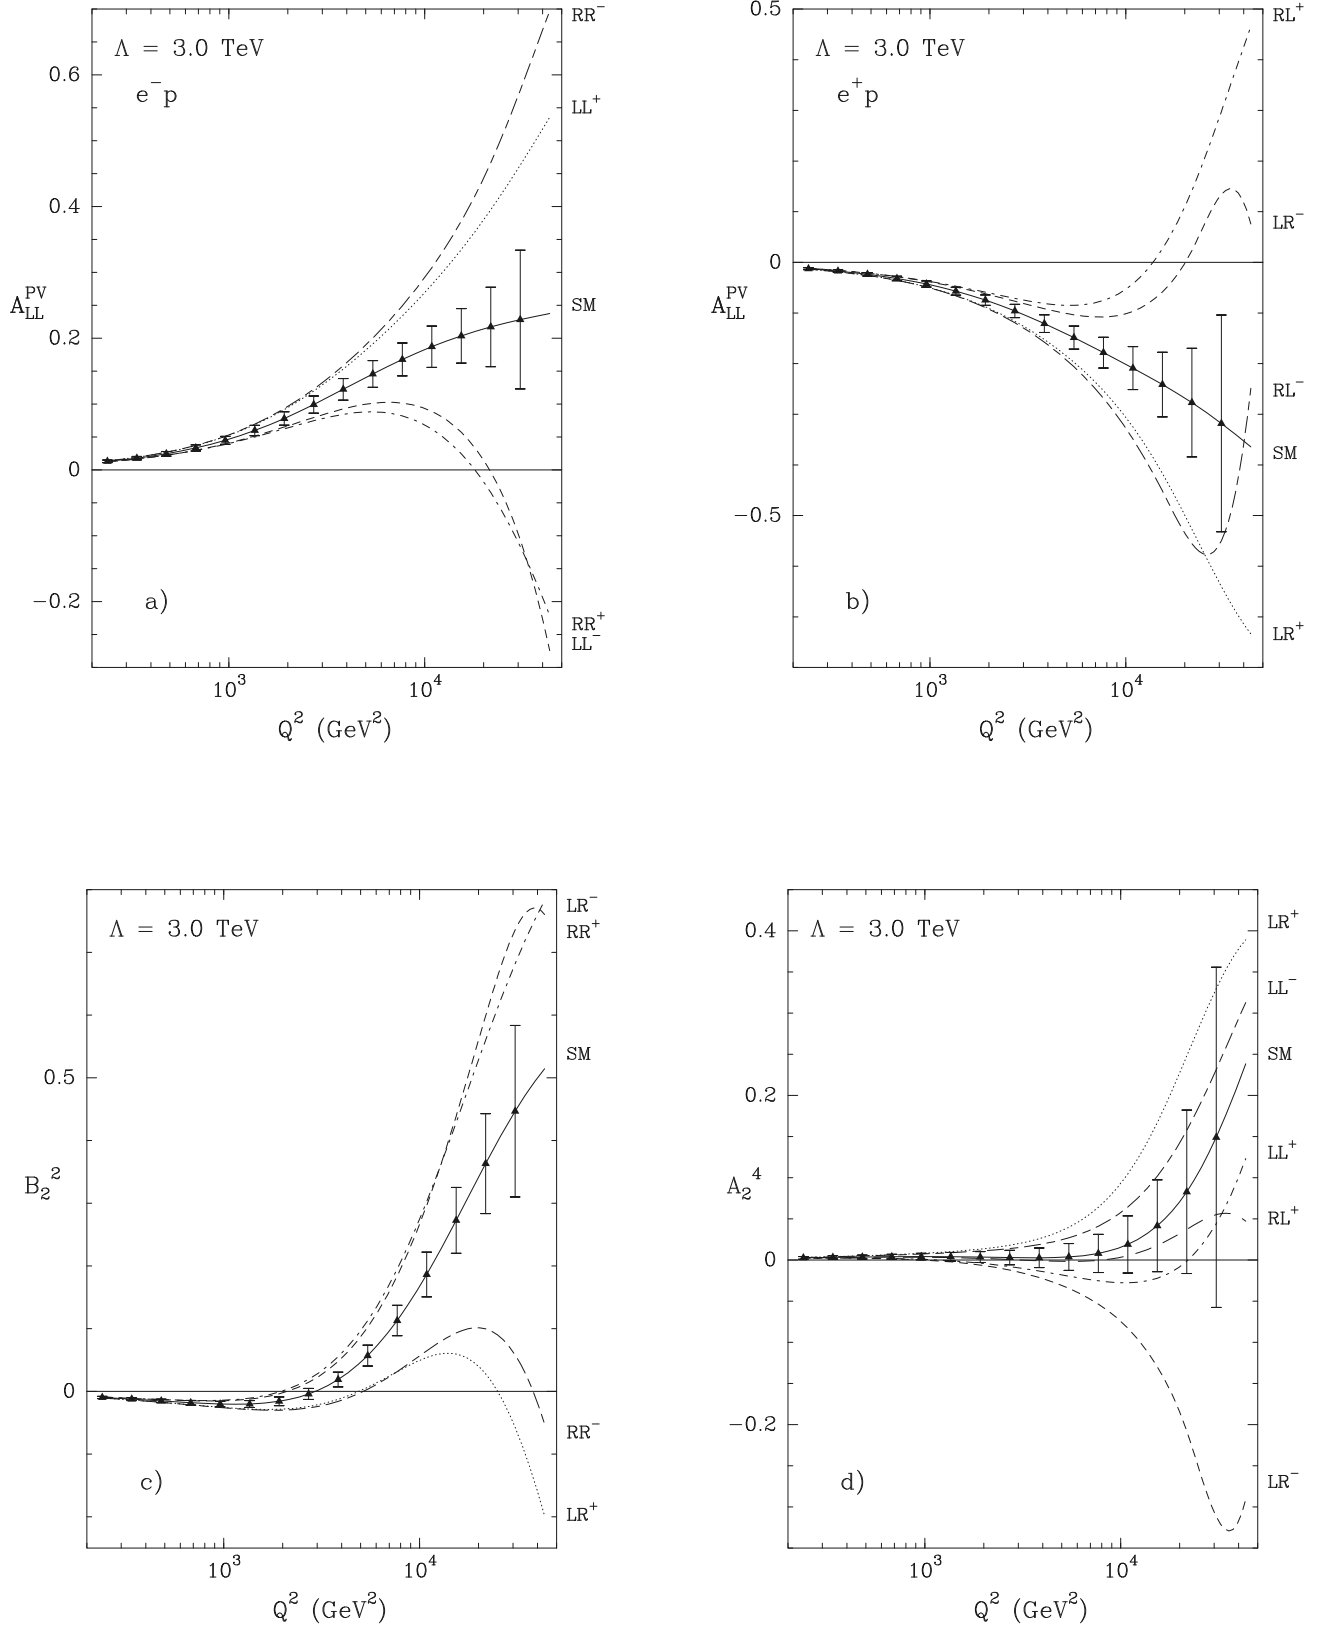 Λ = 3.0 TeV
e⁻p
RR⁻
LL⁺
SM
RR⁺
LL⁻
0.6
0.4
0.2
0
−0.2
A_LL^PV
a)
10³ 10⁴
Q² (GeV²)
Λ = 3.0 TeV
e⁺p
RL⁺
LR⁻
RL⁻
SM
LR⁺
0.5
0
−0.5
A_LL^PV
b)
10³ 10⁴
Q² (GeV²)
Λ = 3.0 TeV
LR⁻
RR⁺
SM
RR⁻
LR⁺
0.5
0
B₂²
c)
10³ 10⁴
Q² (GeV²)
Λ = 3.0 TeV
LR⁺
LL⁻
SM
LL⁺
RL⁺
LR⁻
0.4
0.2
0
−0.2
A₂⁴
d)
10³ 10⁴
Q² (GeV²)